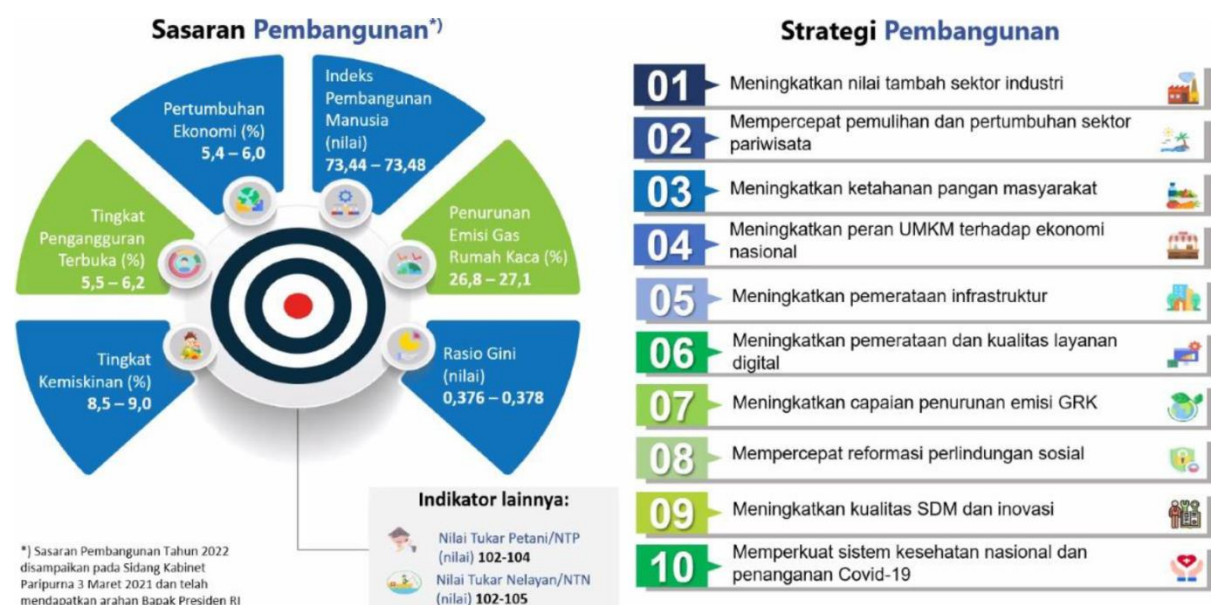 Sasaran Pembangunan*)
Tingkat
Kemiskinan (%)
8,5 – 9,0
Tingkat
Pengangguran
Terbuka (%)
5,5 – 6,2
Pertumbuhan
Ekonomi (%)
5,4 – 6,0
Indeks
Pembangunan
Manusia
(nilai)
73,44 – 73,48
Penurunan
Emisi Gas
Rumah Kaca (%)
26,8 – 27,1
Rasio Gini
(nilai)
0,376 – 0,378
Indikator lainnya:
Nilai Tukar Petani/NTP
(nilai) 102-104
Nilai Tukar Nelayan/NTN
(nilai) 102-105
*) Sasaran Pembangunan Tahun 2022
disampaikan pada Sidang Kabinet
Paripurna 3 Maret 2021 dan telah
mendapatkan arahan Bapak Presiden RI
Strategi Pembangunan
01 Meningkatkan nilai tambah sektor industri
02 Mempercepat pemulihan dan pertumbuhan sektor
pariwisata
03 Meningkatkan ketahanan pangan masyarakat
04 Meningkatkan peran UMKM terhadap ekonomi
nasional
05 Meningkatkan pemerataan infrastruktur
06 Meningkatkan pemerataan dan kualitas layanan
digital
07 Meningkatkan capaian penurunan emisi GRK
08 Mempercepat reformasi perlindungan sosial
09 Meningkatkan kualitas SDM dan inovasi
10 Memperkuat sistem kesehatan nasional dan
penanganan Covid-19